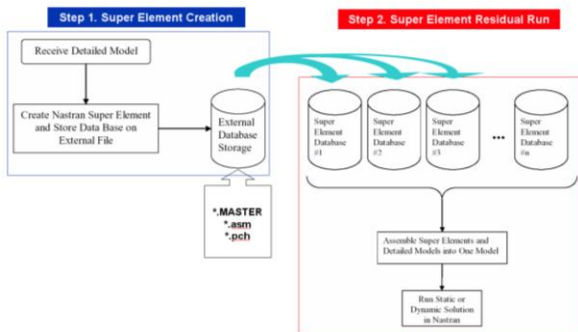 Step 1. Super Element Creation
Receive Detailed Model
Create Nastran Super Element
and Store Data Base on
External File
External
Database
Storage
*.MASTER
*.asm
*.pch
Step 2. Super Element Residual Run
Super
Element
Database
#1
Super
Element
Database
#2
Super
Element
Database
#3
...
Super
Element
Database
#n
Assemble Super Elements and
Detailed Models into One Model
Run Static or
Dynamic Solution
in Nastran